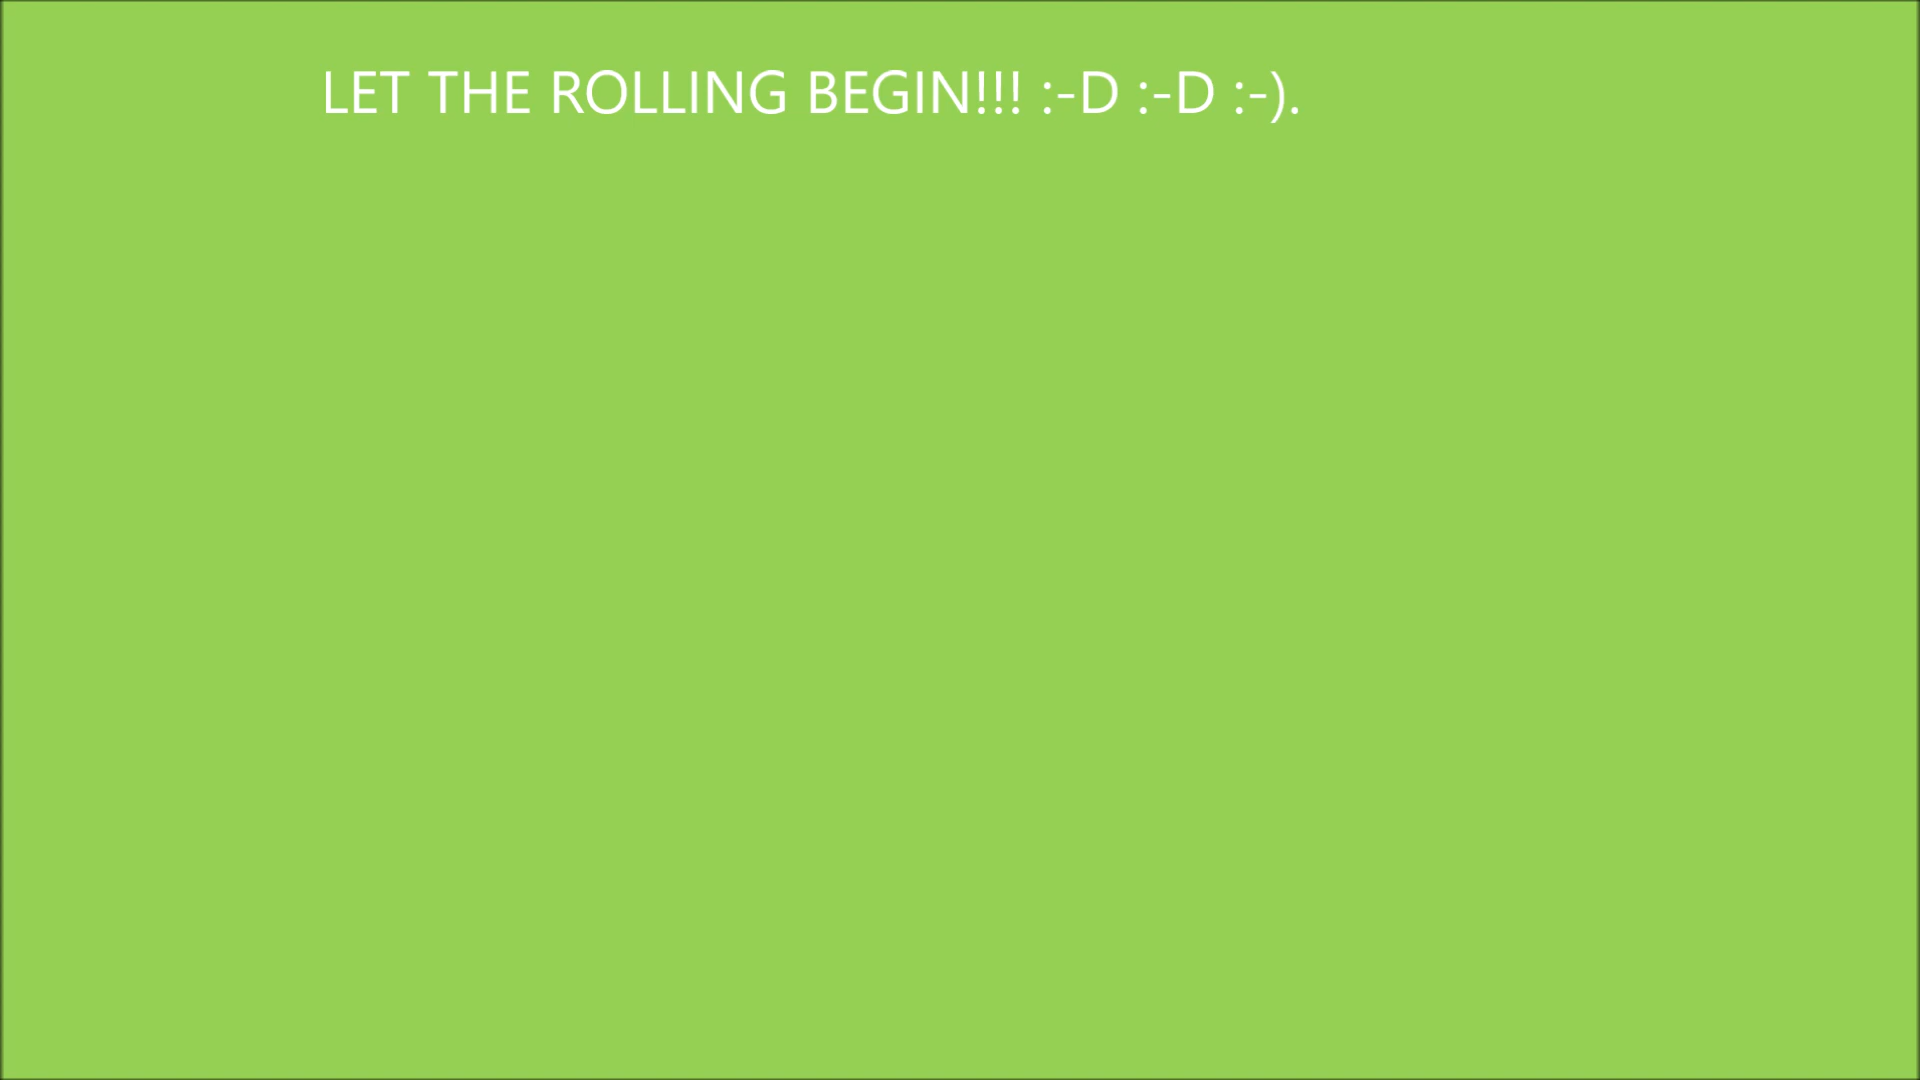 LET THE ROLLING BEGIN!!! :-D :-D :-).